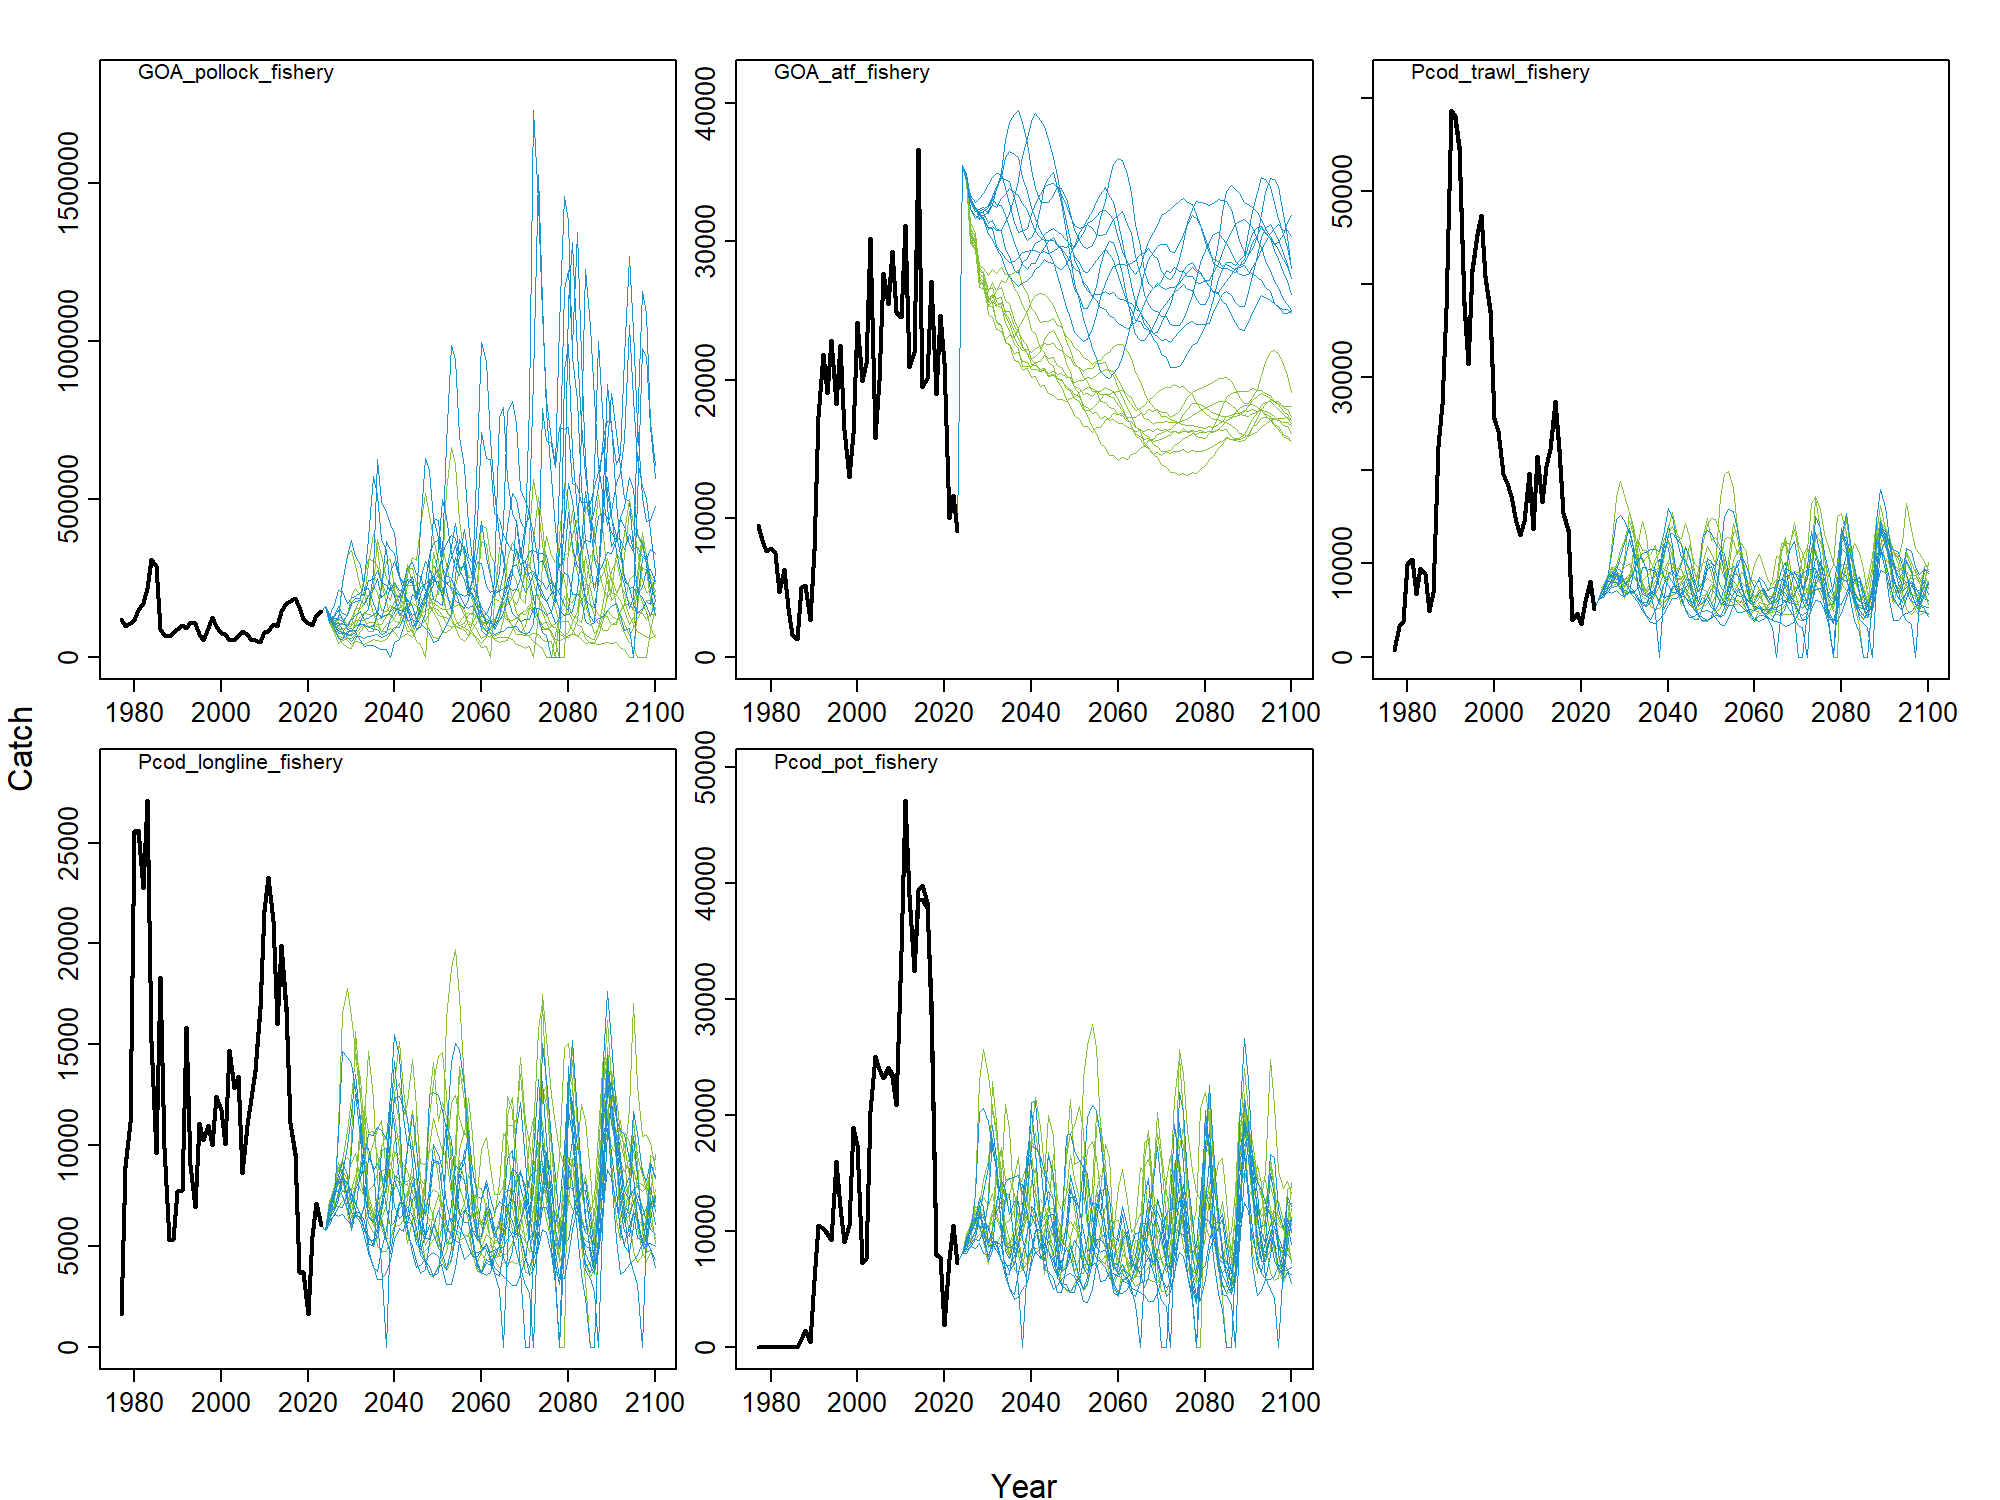 GOA_pollock_fishery
0
500000
1000000
1500000
1980 2000 2020 2040 2060 2080 2100
GOA_atf_fishery
0
10000
20000
30000
40000
1980 2000 2020 2040 2060 2080 2100
Pcod_trawl_fishery
0
10000
30000
50000
1980 2000 2020 2040 2060 2080 2100
Catch
Pcod_longline_fishery
0
5000
10000
15000
20000
25000
1980 2000 2020 2040 2060 2080 2100
Pcod_pot_fishery
0
10000
20000
30000
40000
50000
1980 2000 2020 2040 2060 2080 2100
Year